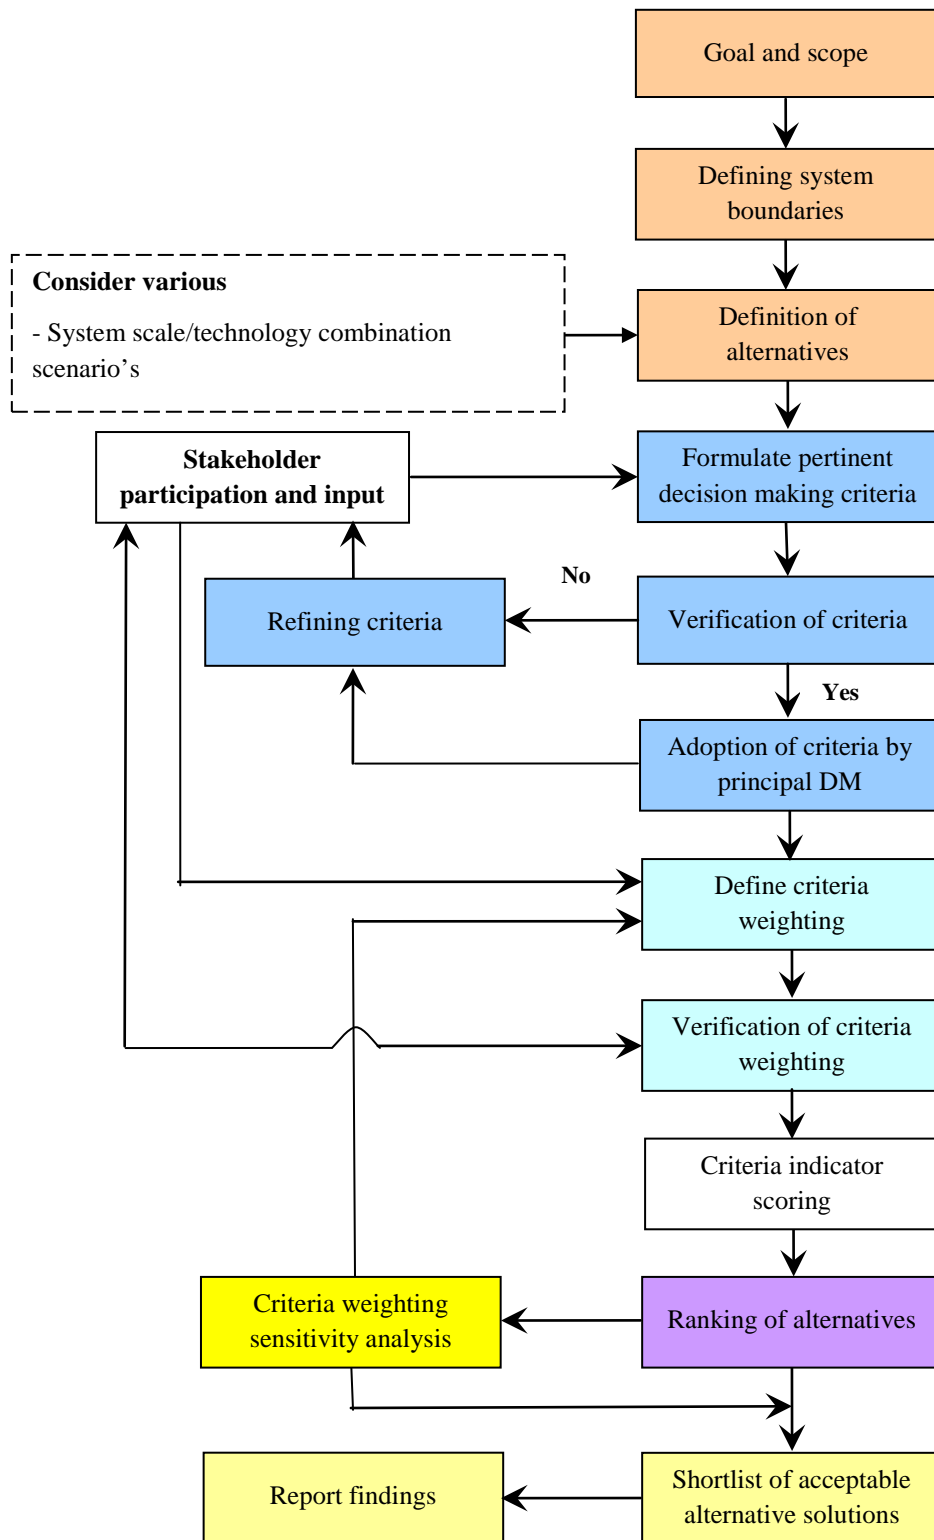 Goal and scope
Defining system
boundaries
Consider various
- System scale/technology combination
scenario’s
Definition of
alternatives
Stakeholder
participation and input
Formulate pertinent
decision making criteria
No
Refining criteria
Verification of criteria
Yes
Adoption of criteria by
principal DM
Define criteria
weighting
Verification of criteria
weighting
Criteria indicator
scoring
Criteria weighting
sensitivity analysis
Ranking of alternatives
Report findings
Shortlist of acceptable
alternative solutions